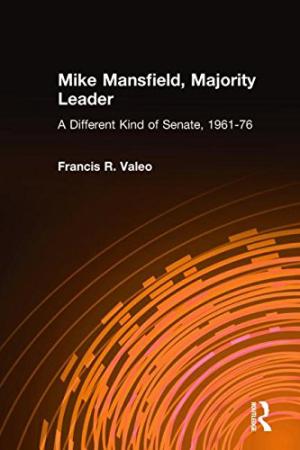 Mike Mansfield, Majority
Leader
A Different Kind of Senate, 1961-76
Francis R. Valeo
R
ROUTLEDGE